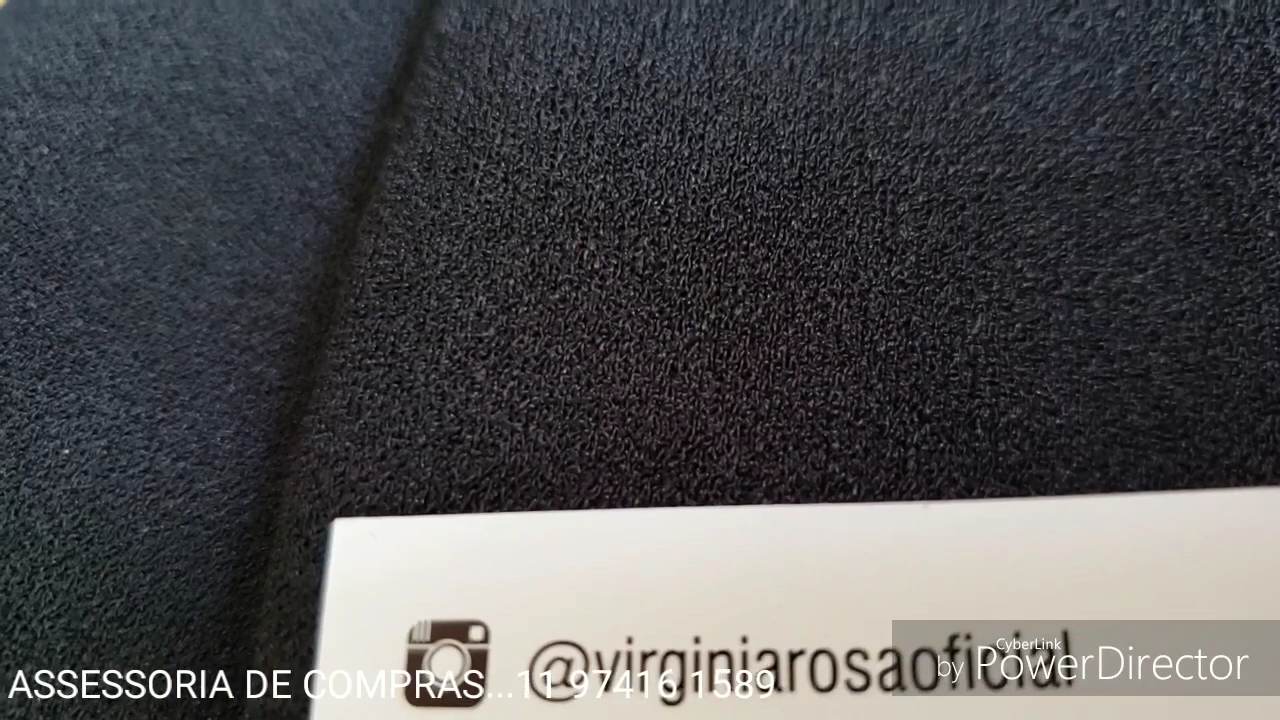 @virginiarosaoficial
ASSESSORIA DE COMPRAS...11 97416 1589
CyberLink
by PowerDirector